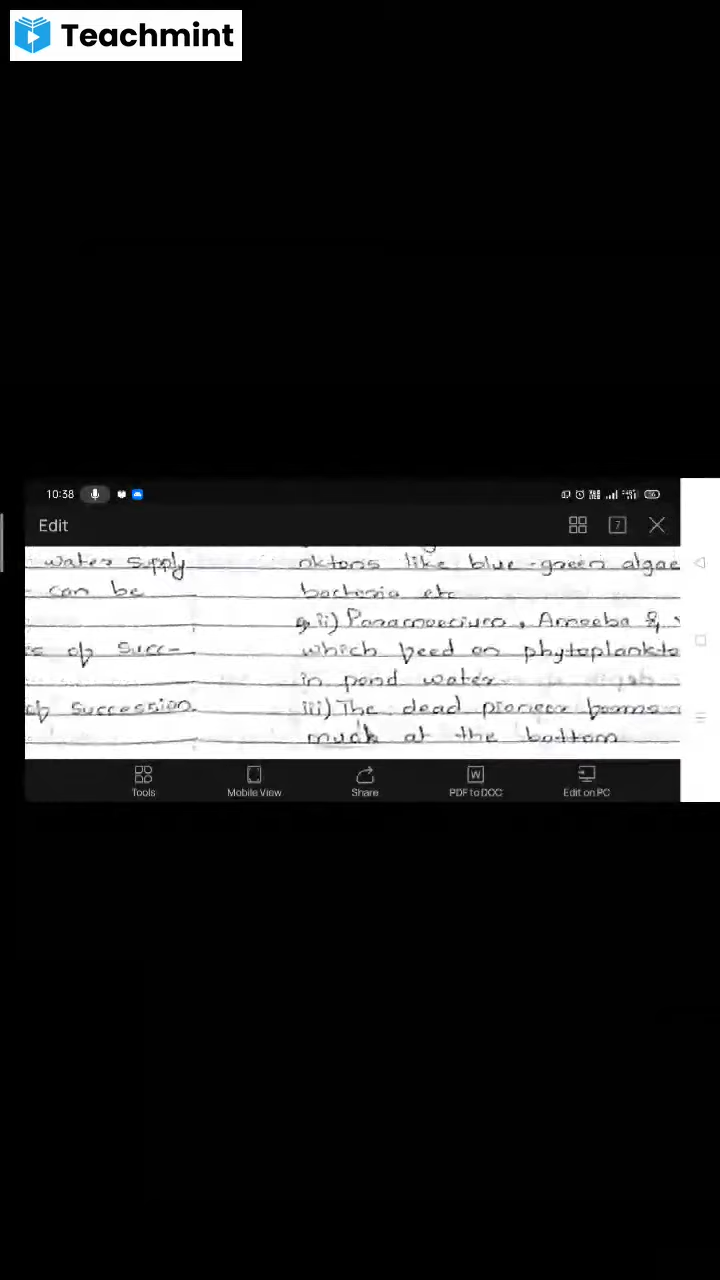 Teachmint
10:38
Edit
7
water supply
can be
of Succ-
of succession.
nktons like blue-green algae
bacteria etc
ii) Paramoecium, Amoeba &
which feed on phytoplankto
in pond water
iii) The dead pioneer forms
muck at the bottom
Tools
Mobile View
Share
PDF to DOC
Edit on PC